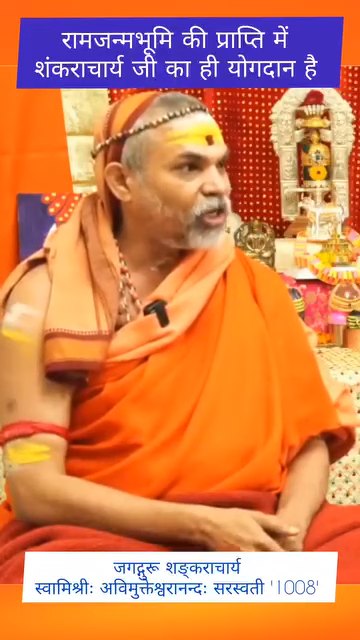 रामजन्मभूमि की प्राप्ति में
शंकराचार्य जी का ही योगदान है
जगद्गुरू शङ्कराचार्य
स्वामिश्रीः अविमुक्तेश्वरानन्दः सरस्वती '1008'